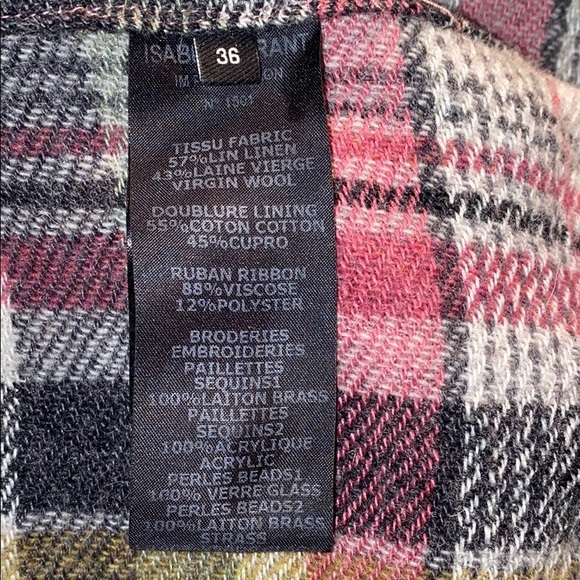 36
N° 1501
TISSU FABRIC
57%LIN LINEN
43%LAINE VIERGE
VIRGIN WOOL
DOUBLURE LINING
55%COTON COTTON
45%CUPRO
RUBAN RIBBON
88%VISCOSE
12%POLYSTER
BRODERIES
EMBROIDERIES
PAILLETTES
SEQUINS1
100%LAITON BRASS
PAILLETTES
SEQUINS2
100%ACRYLIQUE
ACRYLIC
PERLES BEADS1
100% VERRE GLASS
PERLES BEADS2
100%LAITON BRASS
STRASS